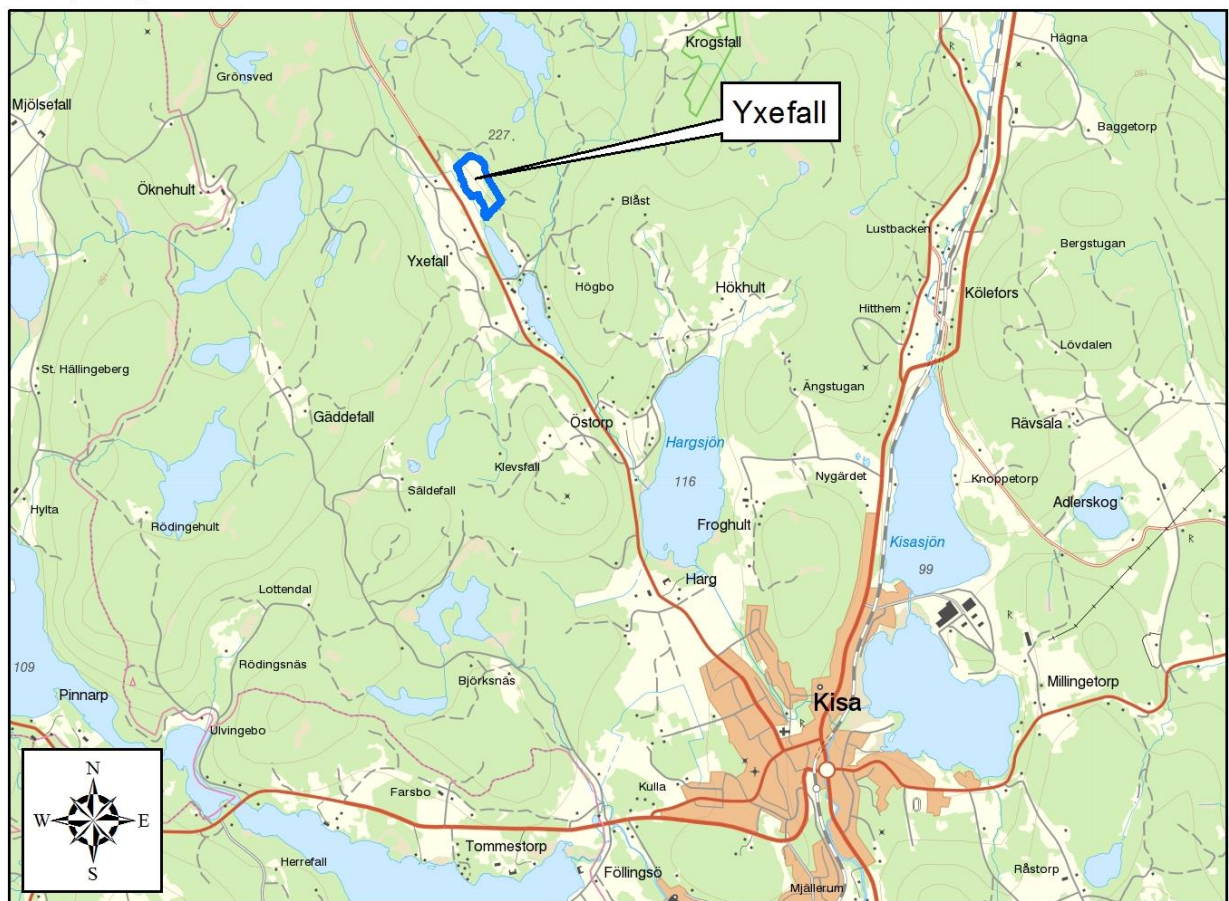 Krogsfall
Hägna
Grönsved
Mjölsefall
Yxefall
227
Baggetorp
Öknehult
Blåst
Lustbacken
Bergstugan
Yxefall
Högbo
Hökhult
Kölefors
Hitthem
Lövdalen
St. Hällingeberg
Ängstugan
Gäddefall
Östorp
Rävsala
Hargsjön
Klevsfall
Nygärdet
Knoppetorp
116
Säldefall
Adlerskog
Hylta
Rödingehult
Froghult
Kisasjön
99
Harg
Lottendal
109
Rödingsnäs
Björksnäs
Millingetorp
Pinnarp
Kisa
Ulvingebo
N
W E
S
Farsbo
Kulla
Tommestorp
Herrefall
Föllingsö
Råstorp
Mjällerum